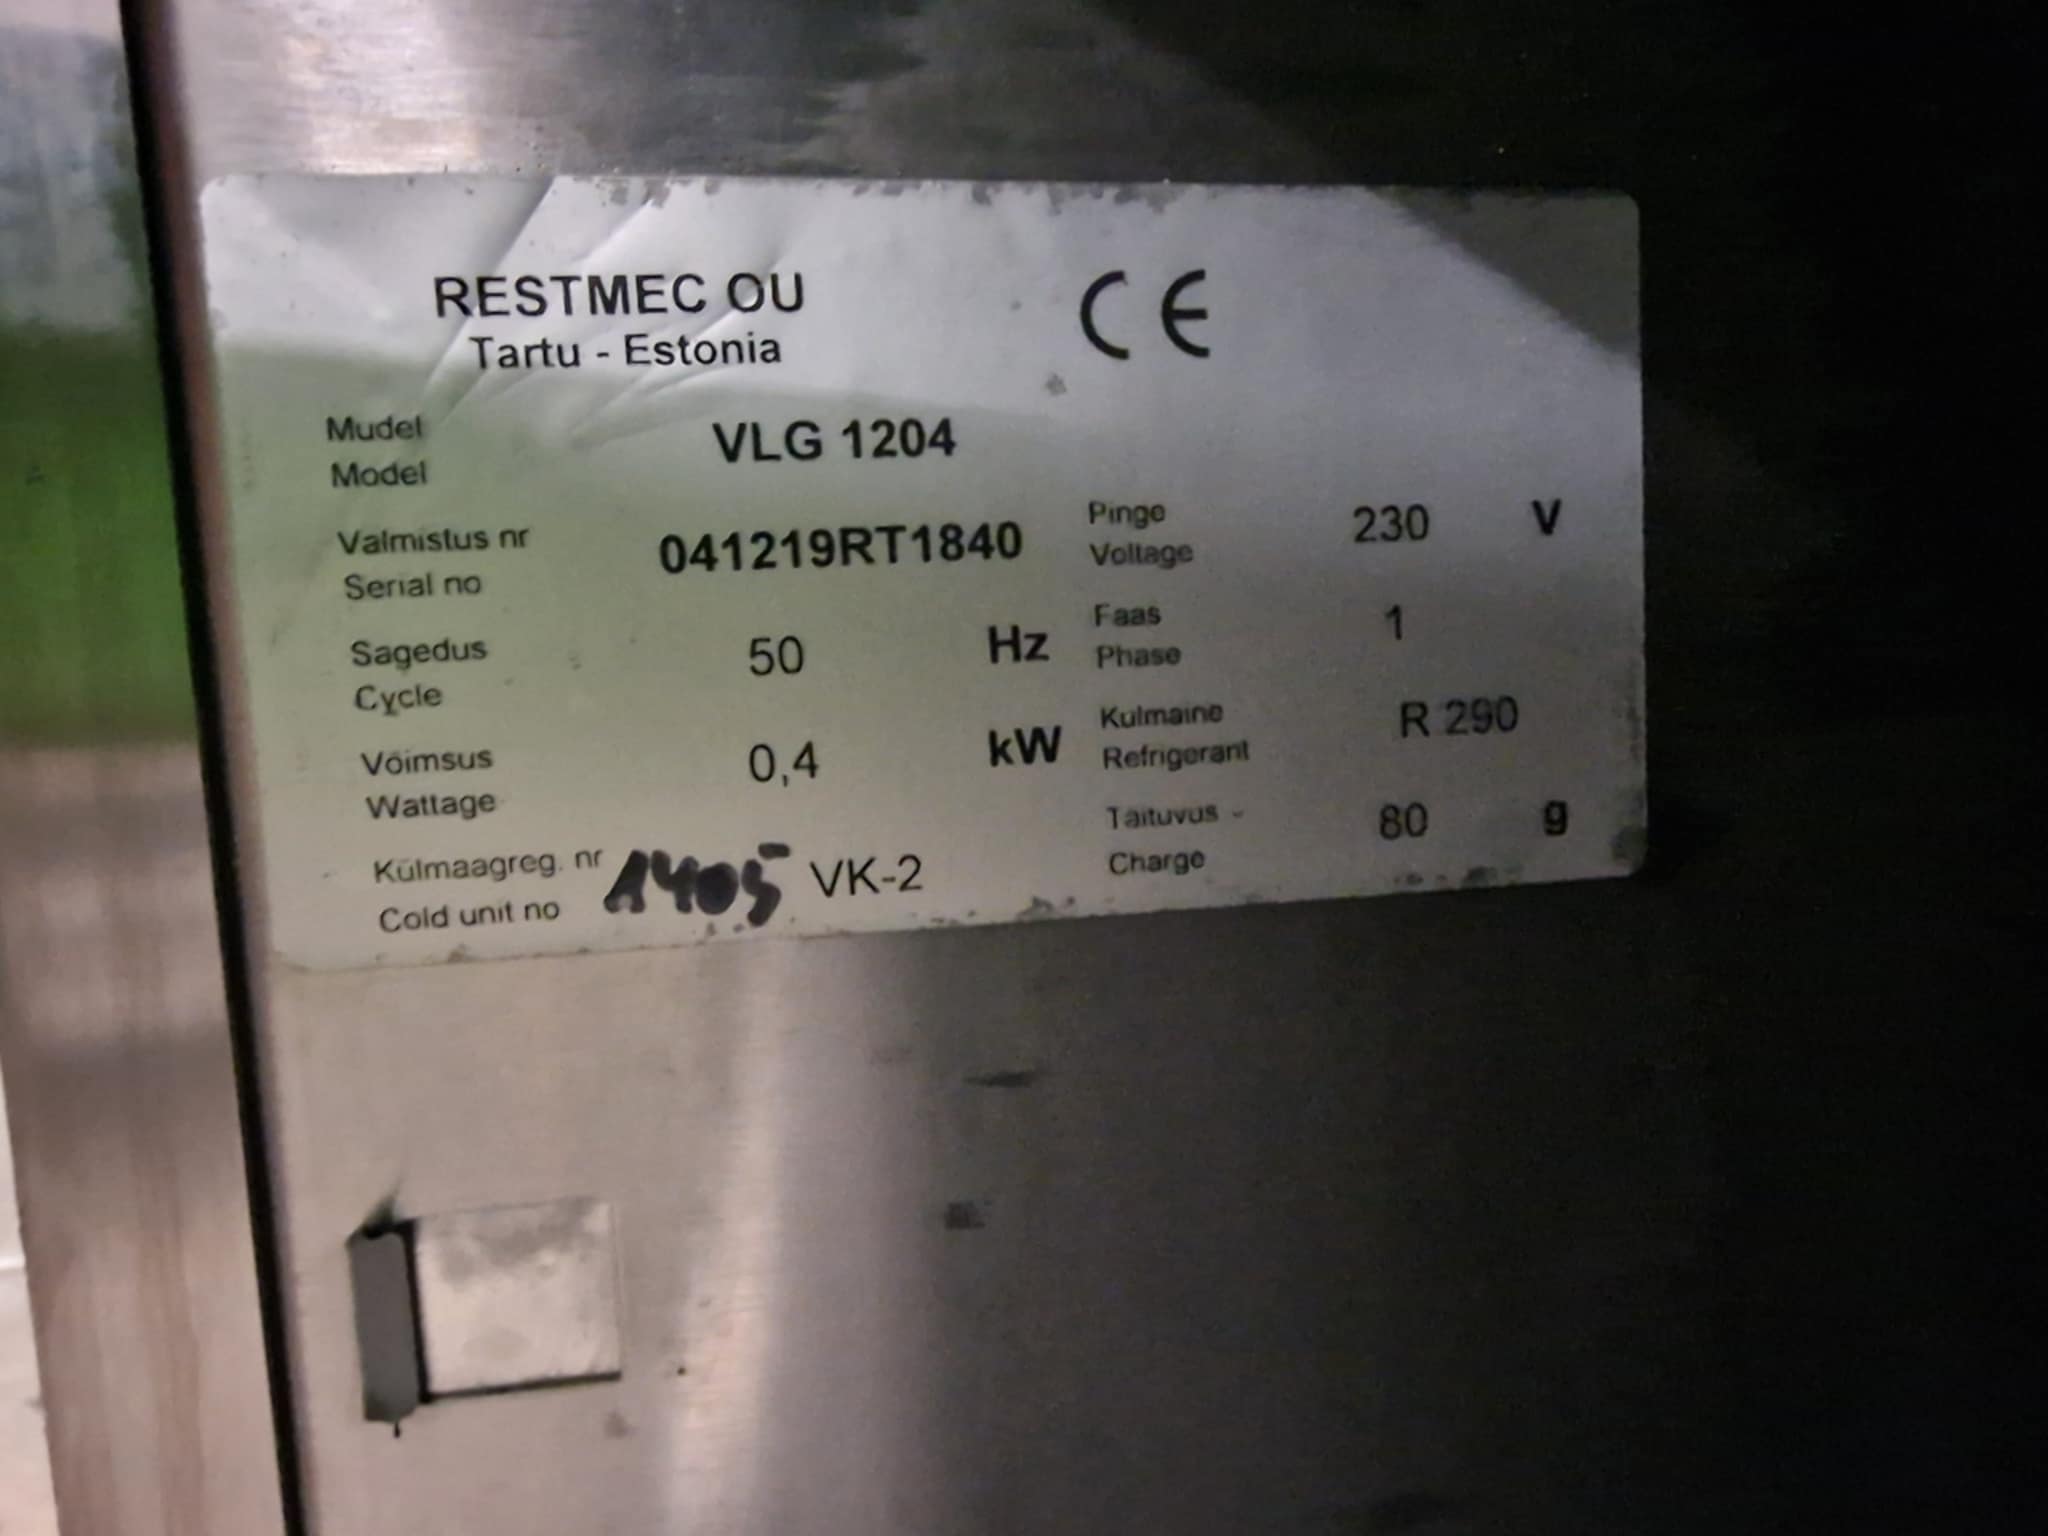 RESTMEC OU
Tartu - Estonia
CE
Mudel
Model
VLG 1204
Valmistus nr
Serial no
041219RT1840
Pinge
Voltage
230 V
Sagedus
Cycle
50 Hz
Faas
Phase
1
Võimsus
Wattage
0,4 kW
Kulmaine
Refrigerant
R 290
Külmaagreg. nr
Cold unit no
1405 VK-2
Taituvus -
Charge
80 g